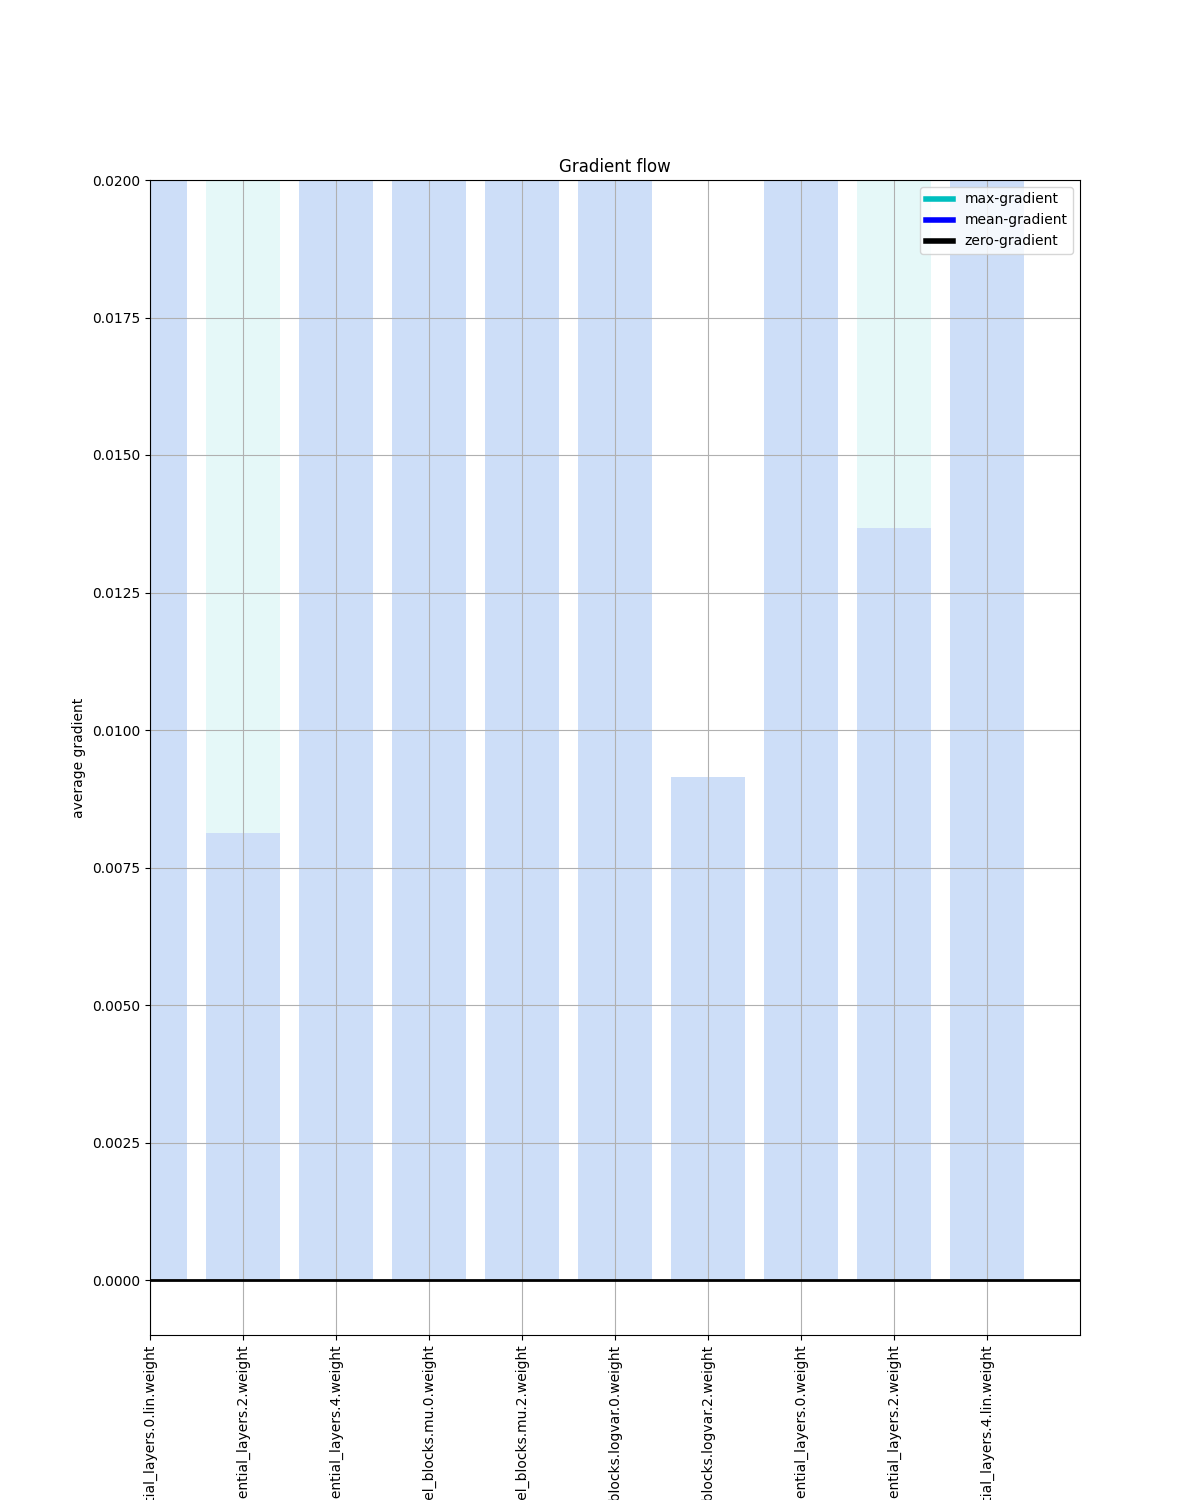 Gradient flow
max-gradient
mean-gradient
zero-gradient
average gradient
0.0200
0.0175
0.0150
0.0125
0.0100
0.0075
0.0050
0.0025
0.0000
tial_layers.0.lin.weight
ential_layers.2.weight
ential_layers.4.weight
el_blocks.mu.0.weight
el_blocks.mu.2.weight
blocks.logvar.0.weight
blocks.logvar.2.weight
ential_layers.0.weight
ential_layers.2.weight
tial_layers.4.lin.weight